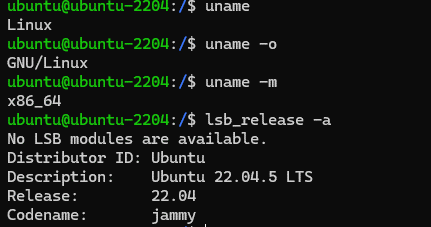 ubuntu@ubuntu-2204:/$ uname
Linux
ubuntu@ubuntu-2204:/$ uname -o
GNU/Linux
ubuntu@ubuntu-2204:/$ uname -m
x86_64
ubuntu@ubuntu-2204:/$ lsb_release -a
No LSB modules are available.
Distributor ID: Ubuntu
Description:    Ubuntu 22.04.5 LTS
Release:        22.04
Codename:       jammy